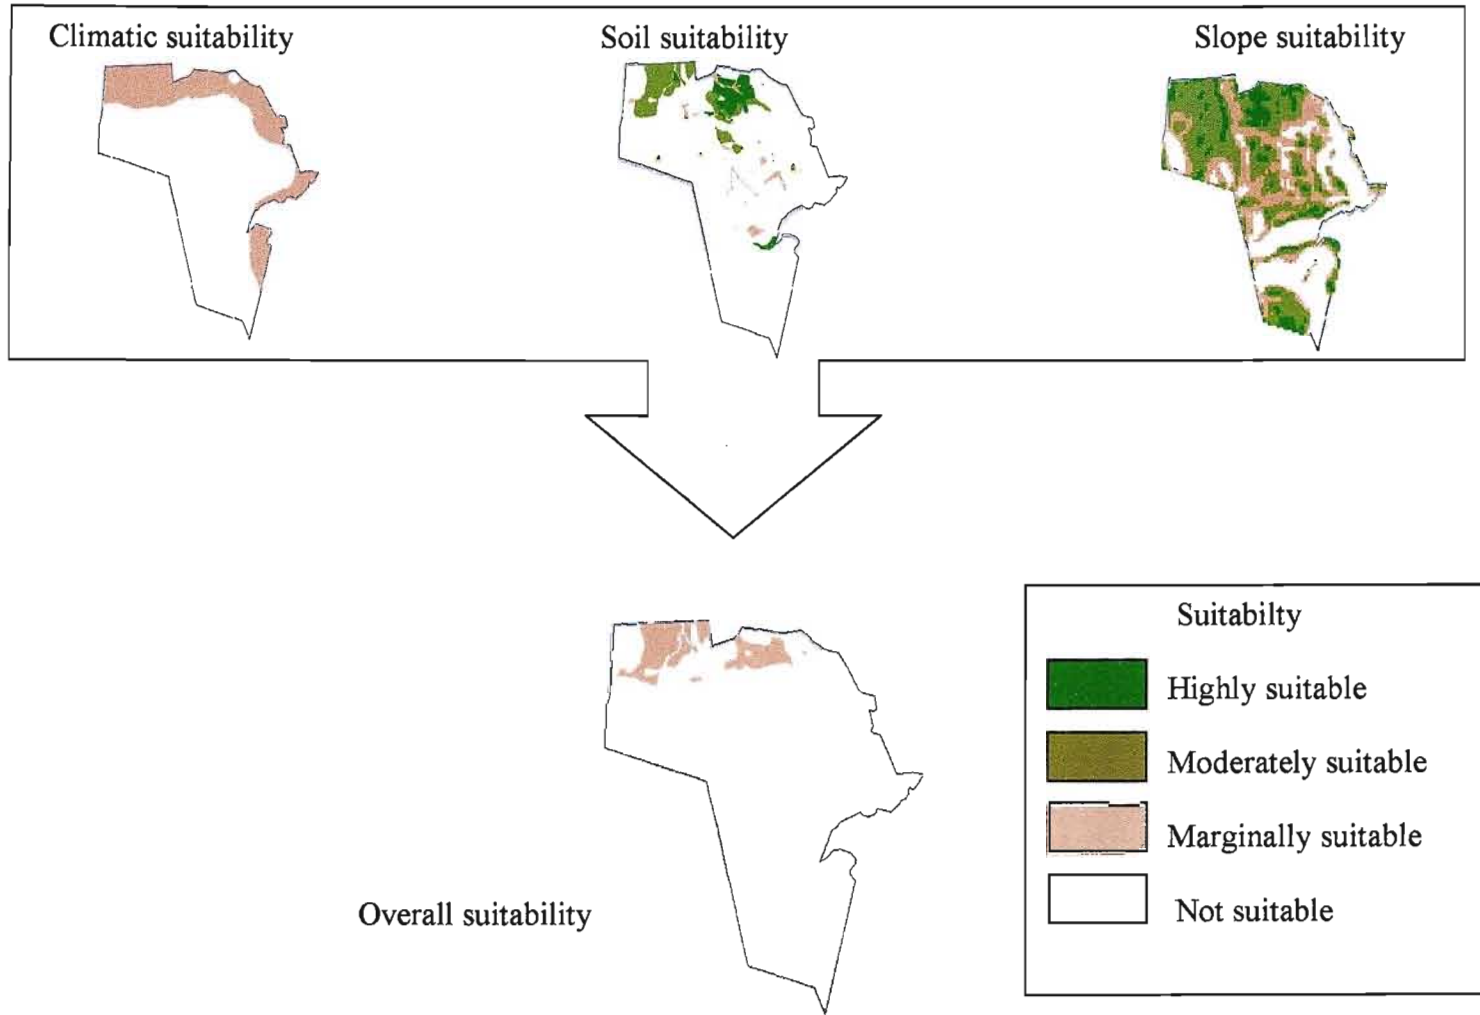 Climatic suitability
Soil suitability
Slope suitability
Overall suitability
Suitabilty
Highly suitable
Moderately suitable
Marginally suitable
Not suitable